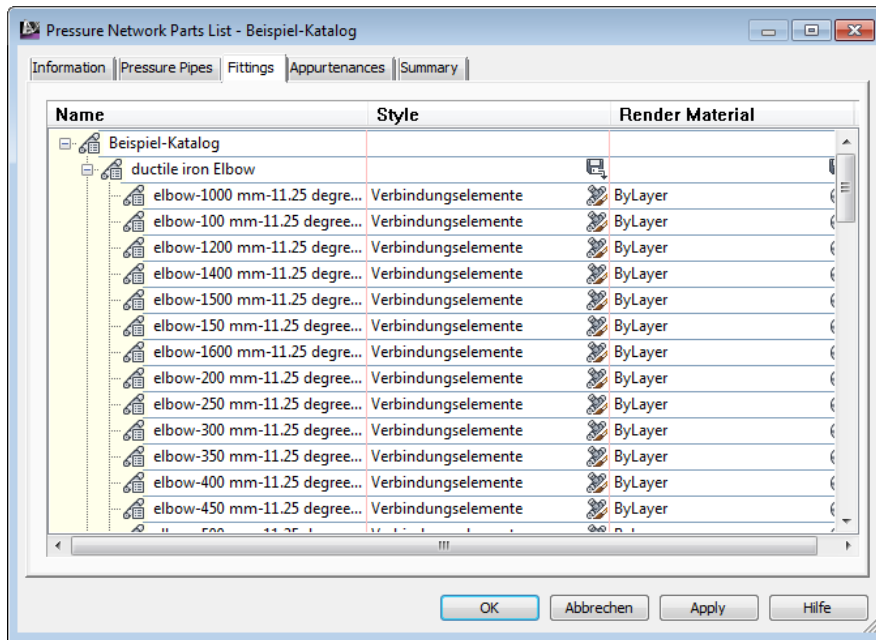 Pressure Network Parts List - Beispiel-Katalog
Information Pressure Pipes Fittings Appurtenances Summary
Name Style Render Material
Beispiel-Katalog
ductile iron Elbow
elbow-1000 mm-11.25 degre... Verbindungselemente ByLayer
elbow-100 mm-11.25 degree... Verbindungselemente ByLayer
elbow-1200 mm-11.25 degre... Verbindungselemente ByLayer
elbow-1400 mm-11.25 degre... Verbindungselemente ByLayer
elbow-1500 mm-11.25 degre... Verbindungselemente ByLayer
elbow-150 mm-11.25 degree... Verbindungselemente ByLayer
elbow-1600 mm-11.25 degre... Verbindungselemente ByLayer
elbow-200 mm-11.25 degree... Verbindungselemente ByLayer
elbow-250 mm-11.25 degree... Verbindungselemente ByLayer
elbow-300 mm-11.25 degree... Verbindungselemente ByLayer
elbow-350 mm-11.25 degree... Verbindungselemente ByLayer
elbow-400 mm-11.25 degree... Verbindungselemente ByLayer
elbow-450 mm-11.25 degree... Verbindungselemente ByLayer
OK Abbrechen Apply Hilfe